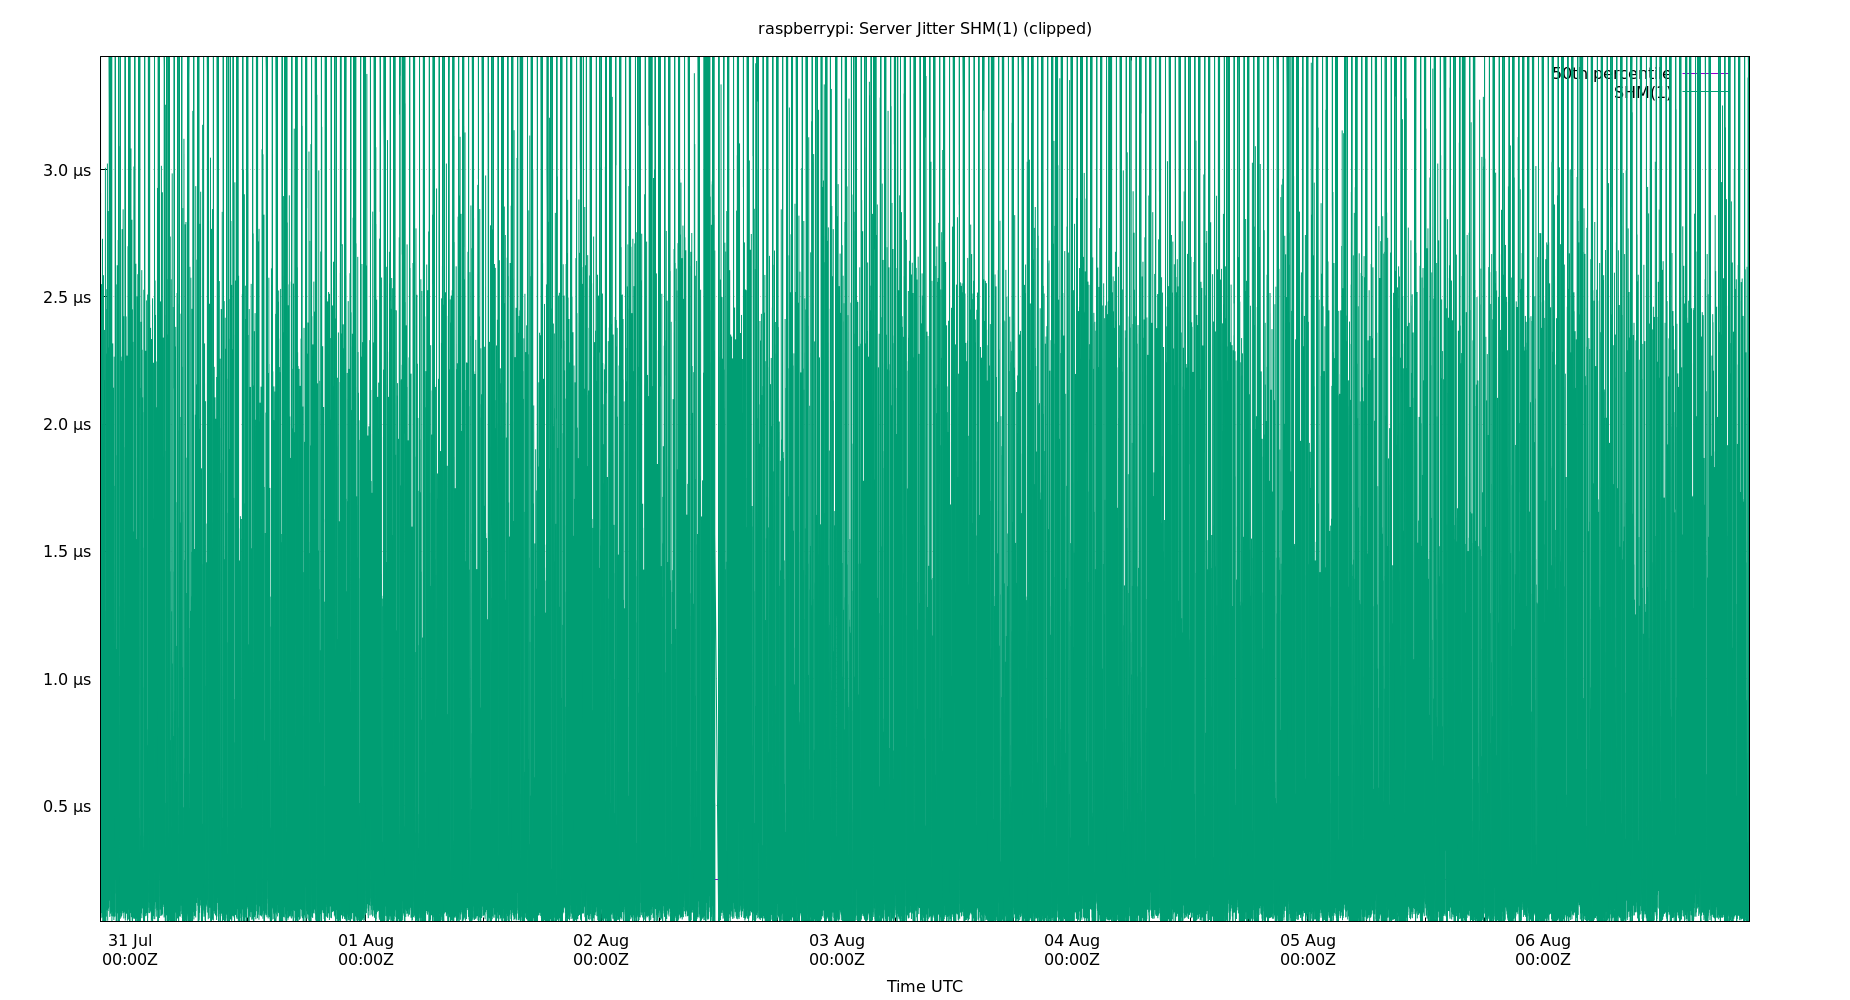 raspberrypi: Server Jitter SHM(1) (clipped)
50th percentile
SHM(1)
3.0 µs
2.5 µs
2.0 µs
1.5 µs
1.0 µs
0.5 µs
31 Jul 01 Aug 02 Aug 03 Aug 04 Aug 05 Aug 06 Aug
00:00Z 00:00Z 00:00Z 00:00Z 00:00Z 00:00Z 00:00Z
Time UTC